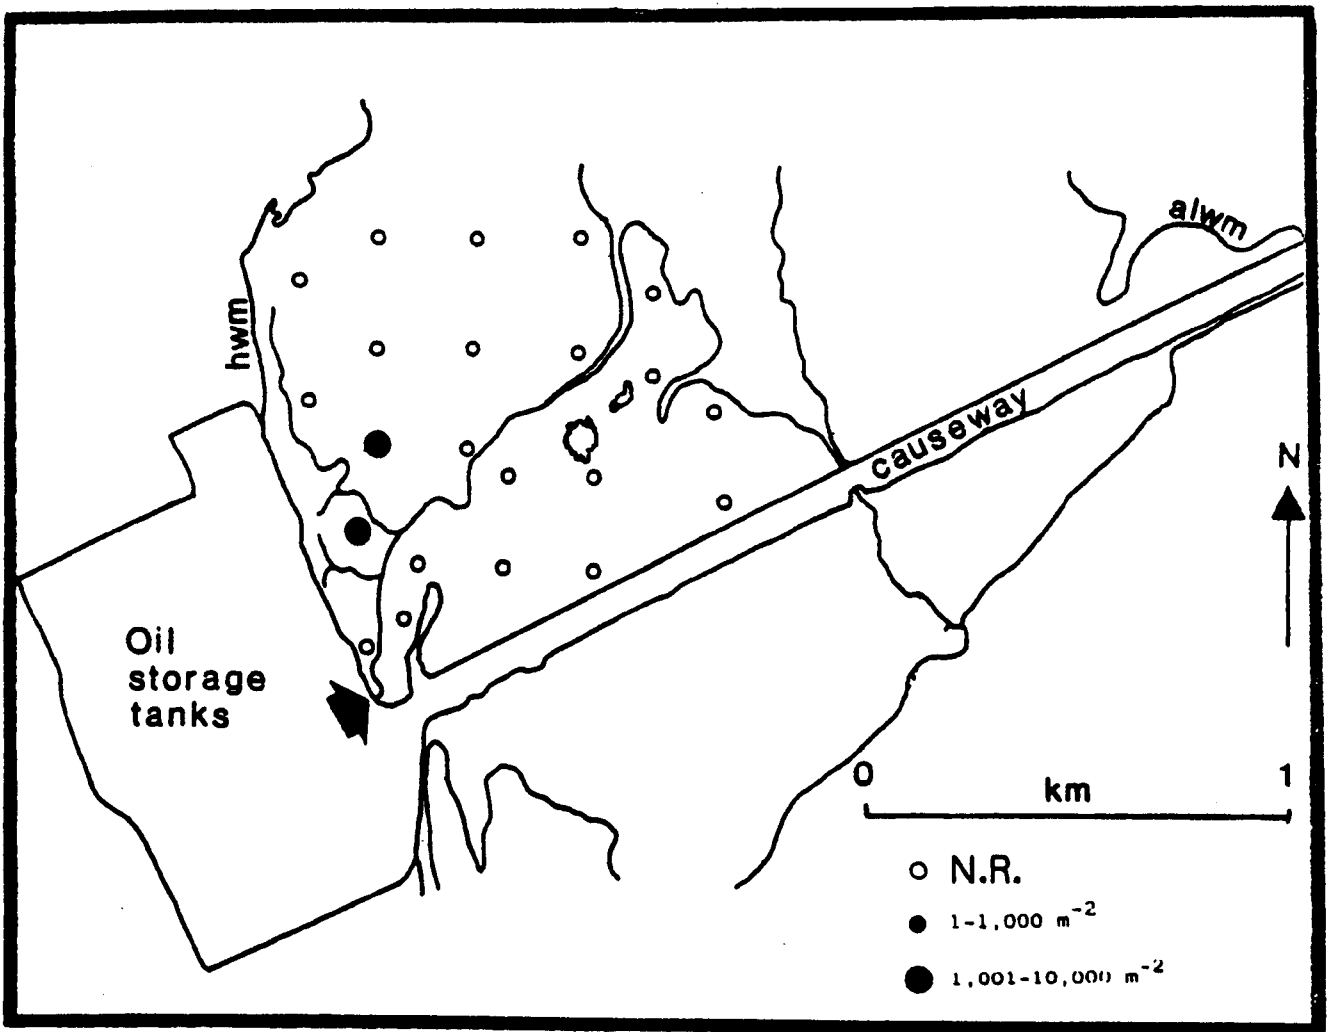 alwm
hwm
causeway
N
Oil
storage
tanks
0 1
km
N.R.
1-1,000 m⁻²
1,001-10,000 m⁻²